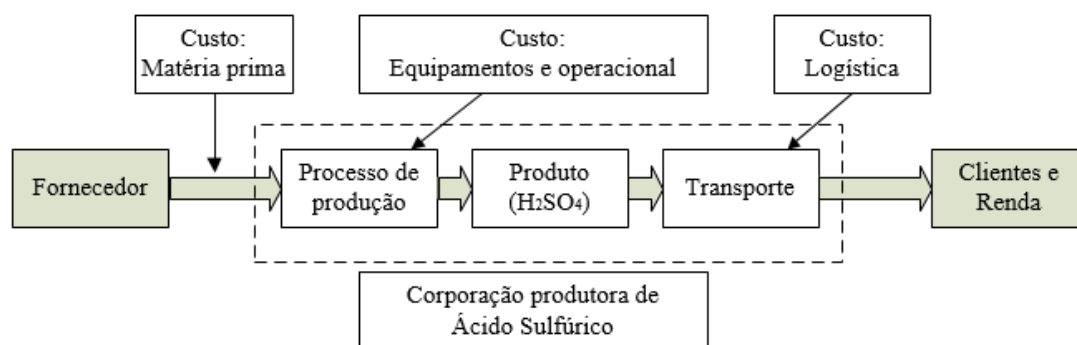 Custo:
Matéria prima
Custo:
Equipamentos e operacional
Custo:
Logística
Fornecedor
Processo de
produção
Produto
(H₂SO₄)
Transporte
Clientes e
Renda
Corporação produtora de
Ácido Sulfúrico